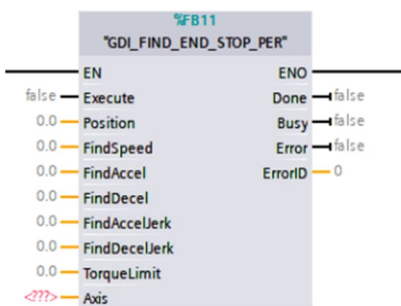 %FB11
"GDI_FIND_END_STOP_PER"
EN ENO
false Execute Done false
0.0 Position Busy false
0.0 FindSpeed Error false
0.0 FindAccel ErrorID 0
0.0 FindDecel
0.0 FindAccelJerk
0.0 FindDecelJerk
0.0 TorqueLimit
<???> Axis